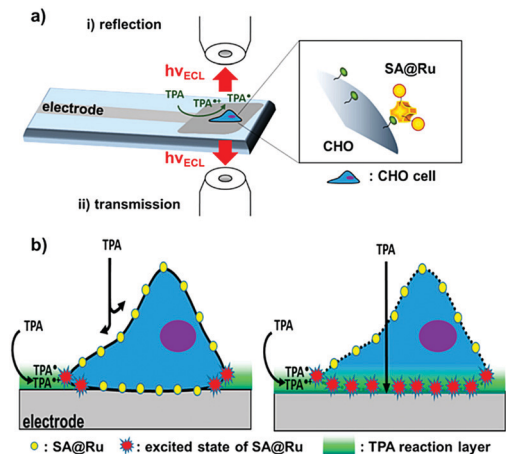 a)
i) reflection
hνECL
TPA
TPA•+ TPA•
electrode
SA@Ru
CHO
: CHO cell
hνECL
ii) transmission
b)
TPA
TPA
TPA•
TPA•+
electrode
TPA
TPA
TPA•
TPA•+
electrode
: SA@Ru
: excited state of SA@Ru
: TPA reaction layer